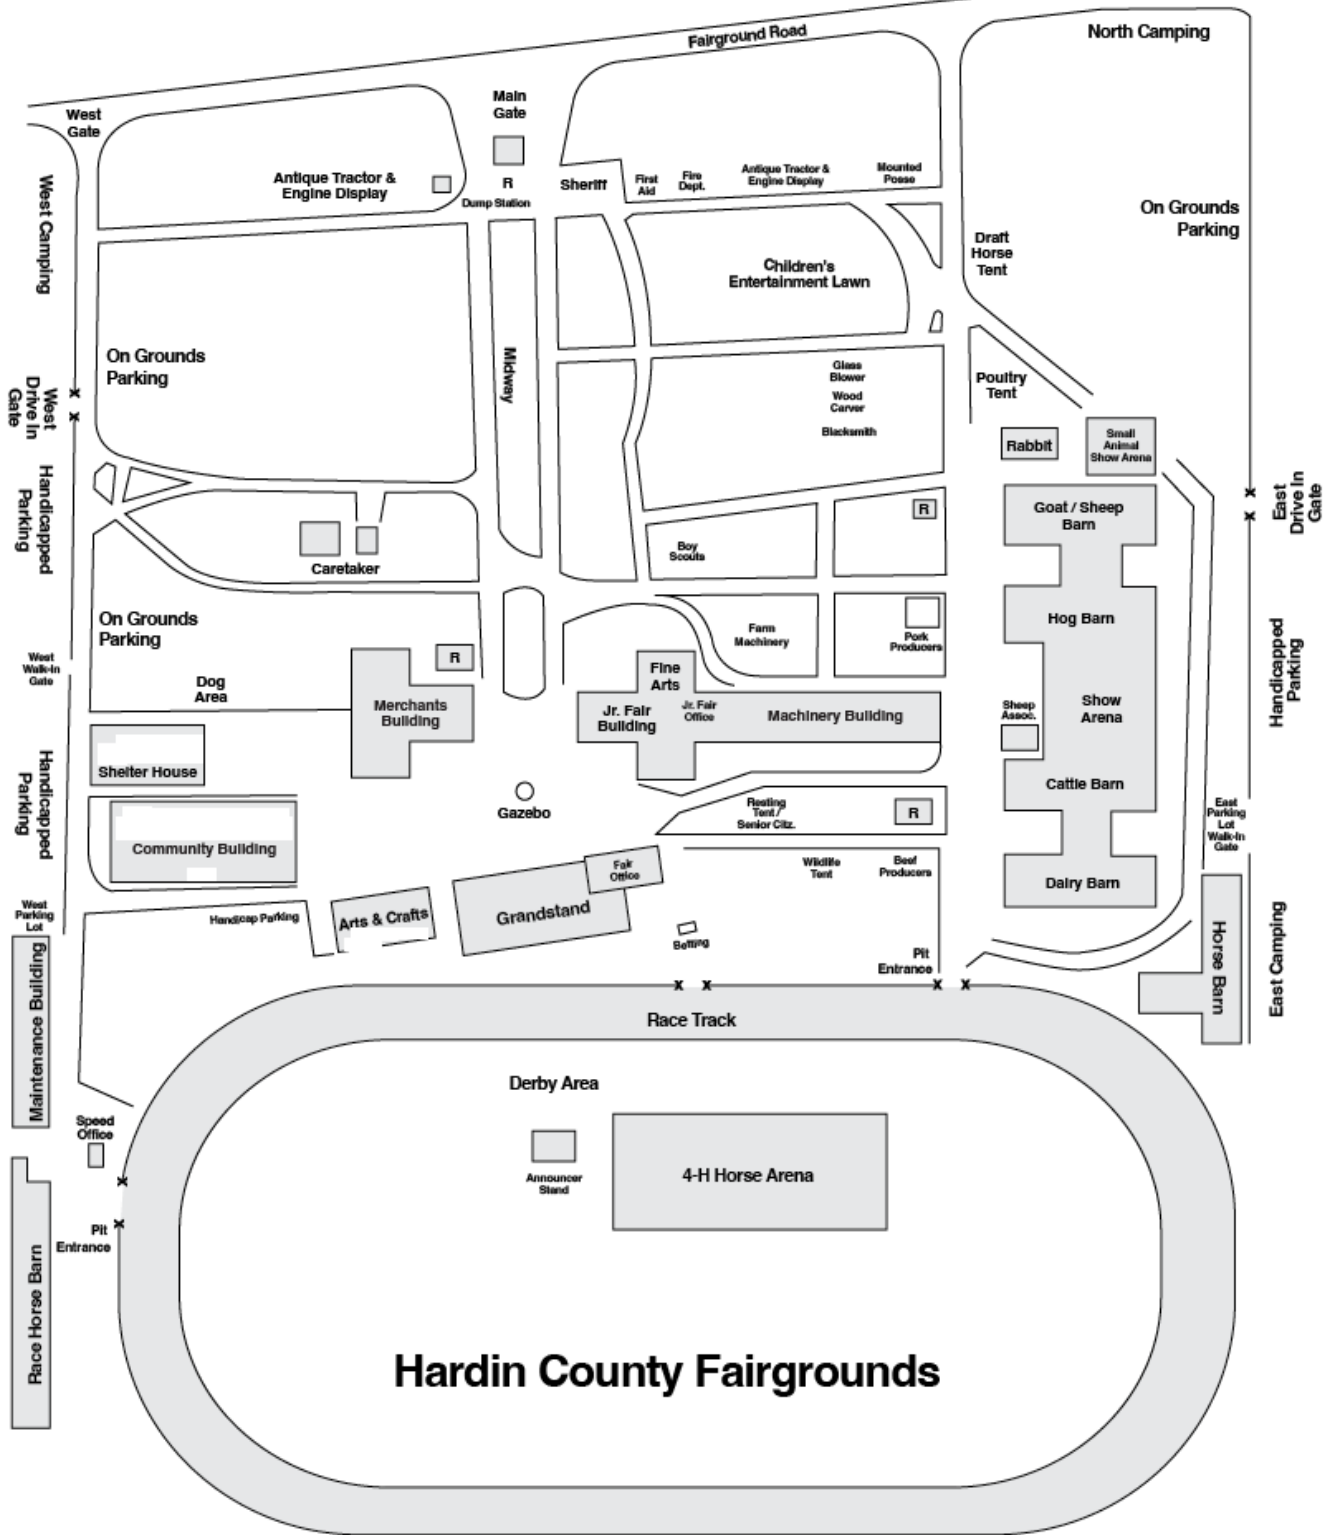 Fairground Road
North Camping
West
Gate
Main
Gate
Antique Tractor &
Engine Display
R
Dump Station
Sheriff
First
Aid
Fire
Dept.
Antique Tractor &
Engine Display
Mounted
Posse
On Grounds
Parking
West Camping
Draft
Horse
Tent
Children's
Entertainment Lawn
On Grounds
Parking
Midway
Glass
Blower
Wood
Carver
Blacksmith
Poultry
Tent
West
Drive In
Gate
Rabbit
Small
Animal
Show Arena
Handicapped
Parking
East
Drive In
Gate
Goat / Sheep
Barn
R
Boy
Scouts
Caretaker
On Grounds
Parking
Hog Barn
Farm
Machinery
Pork
Producers
Handicapped
Parking
West
Walk-In
Gate
R
Dog
Area
Fine
Arts
Merchants
Building
Jr. Fair
Building
Jr. Fair
Office
Machinery Building
Sheep
Assoc.
Show
Arena
Shelter House
Handicapped
Parking
Cattle Barn
Gazebo
Resting
Tent /
Senior Citz.
R
East
Parking
Lot
Walk-In
Gate
Community Building
Fair
Office
Wildlife
Tent
Beef
Producers
Dairy Barn
West
Parking
Lot
Handicap Parking
Arts & Crafts
Grandstand
Betting
Pit
Entrance
Horse Barn
East Camping
Maintenance Building
Race Track
Derby Area
Speed
Office
Announcer
Stand
4-H Horse Arena
Pit
Entrance
Race Horse Barn
Hardin County Fairgrounds